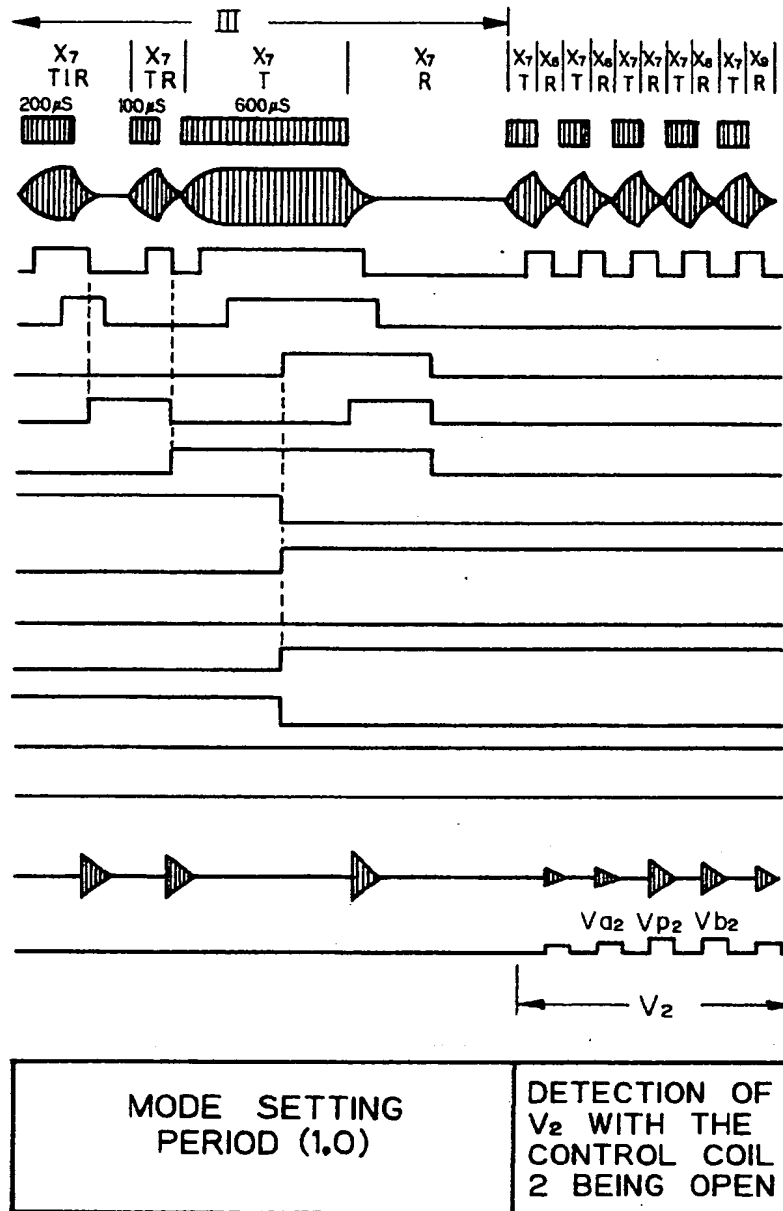 III
X₇ X₇ X₇ X₇ X₇ X₇ X₆ X₇ X₇ X₇ X₈ X₇ X₉
TIR TR T R T R T R T R T R T R
200μS 100μS 600μS
Va₂ Vp₂ Vb₂
V₂
MODE SETTING
PERIOD (1.0)
DETECTION OF
V₂ WITH THE
CONTROL COIL
2 BEING OPEN